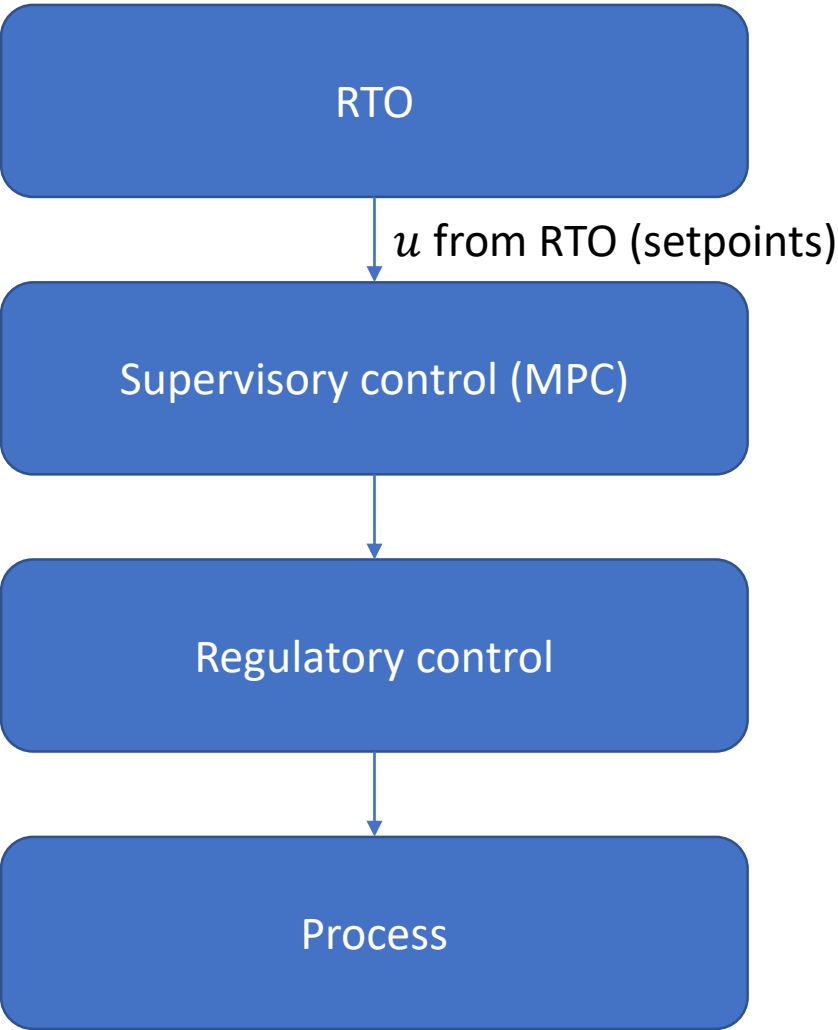 RTO
𝑢 from RTO (setpoints)
Supervisory control (MPC)
Regulatory control
Process